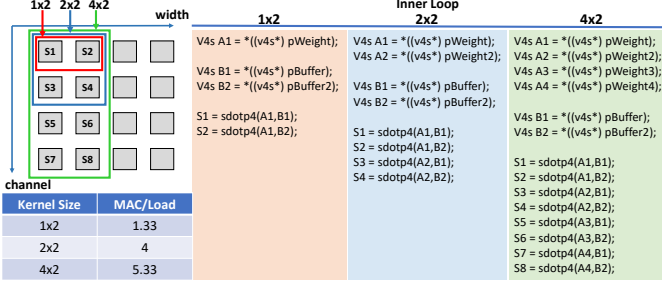 1x2 2x2 4x2
width
S1 S2
S3 S4
S5 S6
S7 S8
channel
Kernel Size MAC/Load
1x2 1.33
2x2 4
4x2 5.33
Inner Loop
1x2
V4s A1 = *((v4s*) pWeight);
V4s B1 = *((v4s*) pBuffer);
V4s B2 = *((v4s*) pBuffer2);
S1 = sdotp4(A1,B1);
S2 = sdotp4(A1,B2);
2x2
V4s A1 = *((v4s*) pWeight);
V4s A2 = *((v4s*) pWeight2);
V4s B1 = *((v4s*) pBuffer);
V4s B2 = *((v4s*) pBuffer2);
S1 = sdotp4(A1,B1);
S2 = sdotp4(A1,B2);
S3 = sdotp4(A2,B1);
S4 = sdotp4(A2,B2);
4x2
V4s A1 = *((v4s*) pWeight);
V4s A2 = *((v4s*) pWeight2);
V4s A3 = *((v4s*) pWeight3);
V4s A4 = *((v4s*) pWeight4);
V4s B1 = *((v4s*) pBuffer);
V4s B2 = *((v4s*) pBuffer2);
S1 = sdotp4(A1,B1);
S2 = sdotp4(A1,B2);
S3 = sdotp4(A2,B1);
S4 = sdotp4(A2,B2);
S5 = sdotp4(A3,B1);
S6 = sdotp4(A3,B2);
S7 = sdotp4(A4,B1);
S8 = sdotp4(A4,B2);